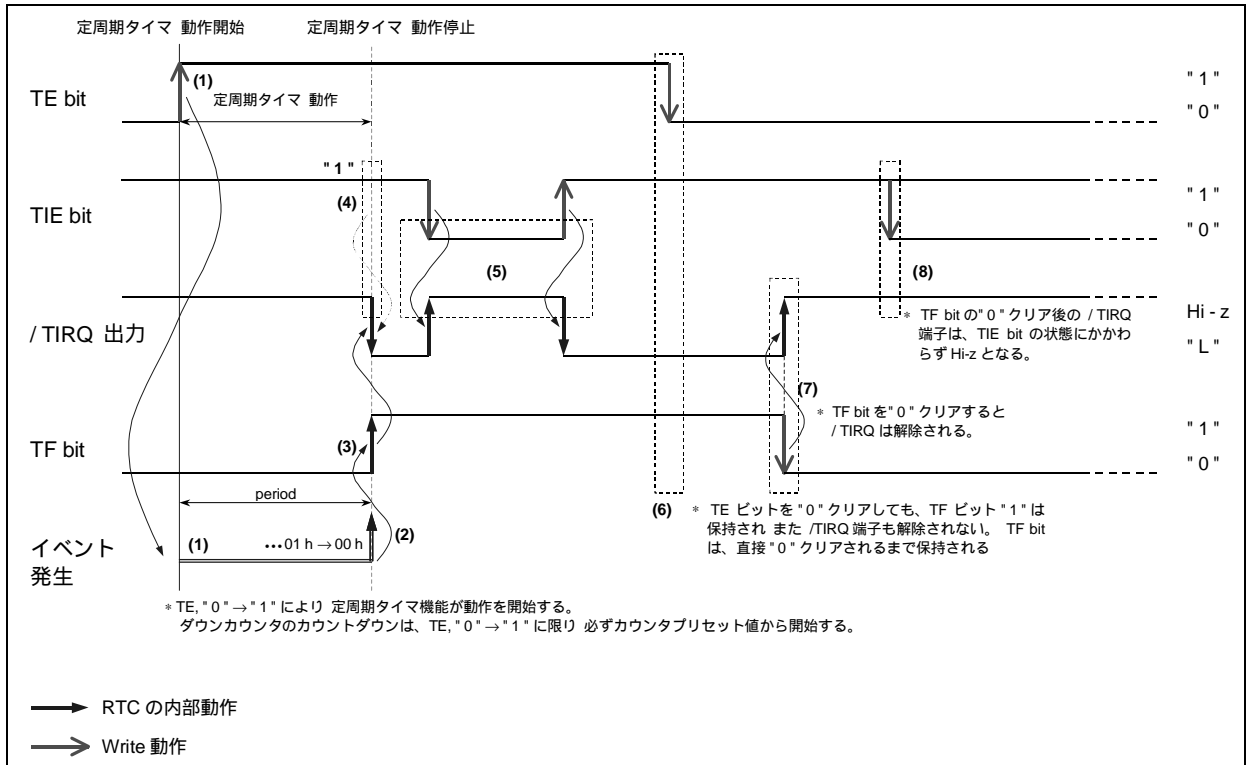 定周期タイマ 動作開始
定周期タイマ 動作停止
TE bit
(1)
定周期タイマ 動作
" 1 "
" 0 "
TIE bit
" 1 "
(4)
(5)
(8)
" 1 "
" 0 "
/ TIRQ 出力
* TF bit の" 0 " クリア後の / TIRQ
端子は、TIE bit の状態にかかわ
らず Hi-z となる。
Hi - z
" L "
(7)
* TF bit を" 0 " クリアすると
/ TIRQ は解除される。
TF bit
(3)
" 1 "
" 0 "
period
(6)
* TE ビットを " 0 " クリアしても、TF ビット " 1 " は
保持され また /TIRQ 端子も解除されない。 TF bit
は、直接 " 0 " クリアされるまで保持される
イベント
発生
(1)
•••01 h → 00 h
(2)
* TE, " 0 " → " 1 " により 定周期タイマ機能が動作を開始する。
ダウンカウンタのカウントダウンは、TE, " 0 " → " 1 " に限り 必ずカウンタプリセット値から開始する。
RTC の内部動作
Write 動作